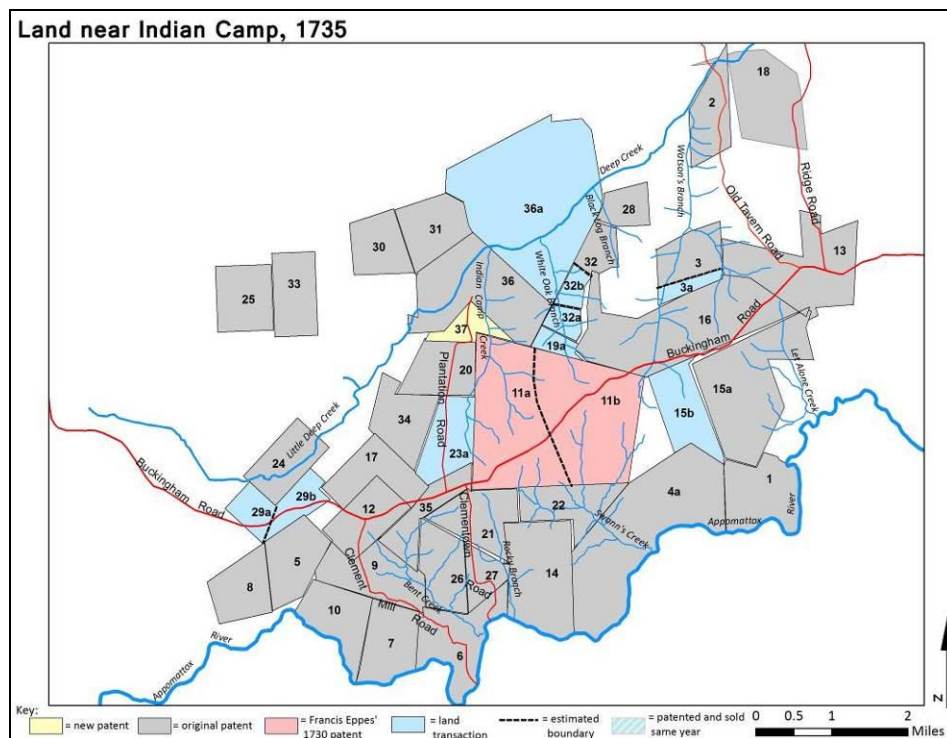 Land near Indian Camp, 1735
18
2
Deep Creek
Watson's Branch
Old Tavern Road
Ridge Road
36a
Black Log Branch
28
31
30
13
33
25
3
32
36
White Oak Branch
32b
3a
Indian Camp Creek
32a
16
37
Buckingham Road
19a
Plantation Road
20
11a
11b
15a
Let Alone Creek
15b
34
Little Deep Creek
23a
17
24
Buckingham Road
29b
29a
12
35
Clementown Road
22
4a
1
River
Swann's Creek
Appomattox
21
Rocky Branch
5
8
9
Clement Mill Road
Bent Creek
26
27
14
10
7
6
River
Appomattox
N
Key:
= new patent
= original patent
= Francis Eppes' 1730 patent
= land transaction
= estimated boundary
= patented and sold same year
0 0.5 1 2
Miles